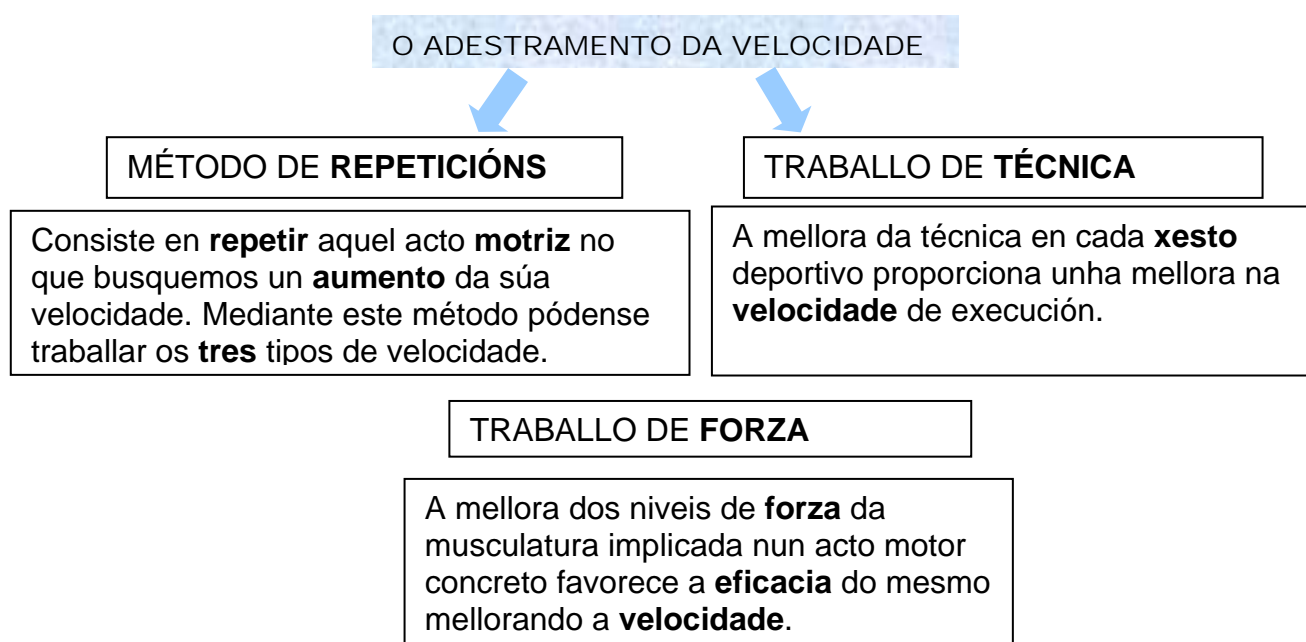 O ADESTRAMENTO DA VELOCIDADE
MÉTODO DE REPETICIÓNS
Consiste en repetir aquel acto motriz no
que busquemos un aumento da súa
velocidade. Mediante este método pódense
traballar os tres tipos de velocidade.
TRABALLO DE TÉCNICA
A mellora da técnica en cada xesto
deportivo proporciona unha mellora na
velocidade de execución.
TRABALLO DE FORZA
A mellora dos niveis de forza da
musculatura implicada nun acto motor
concreto favorece a eficacia do mesmo
mellorando a velocidade.